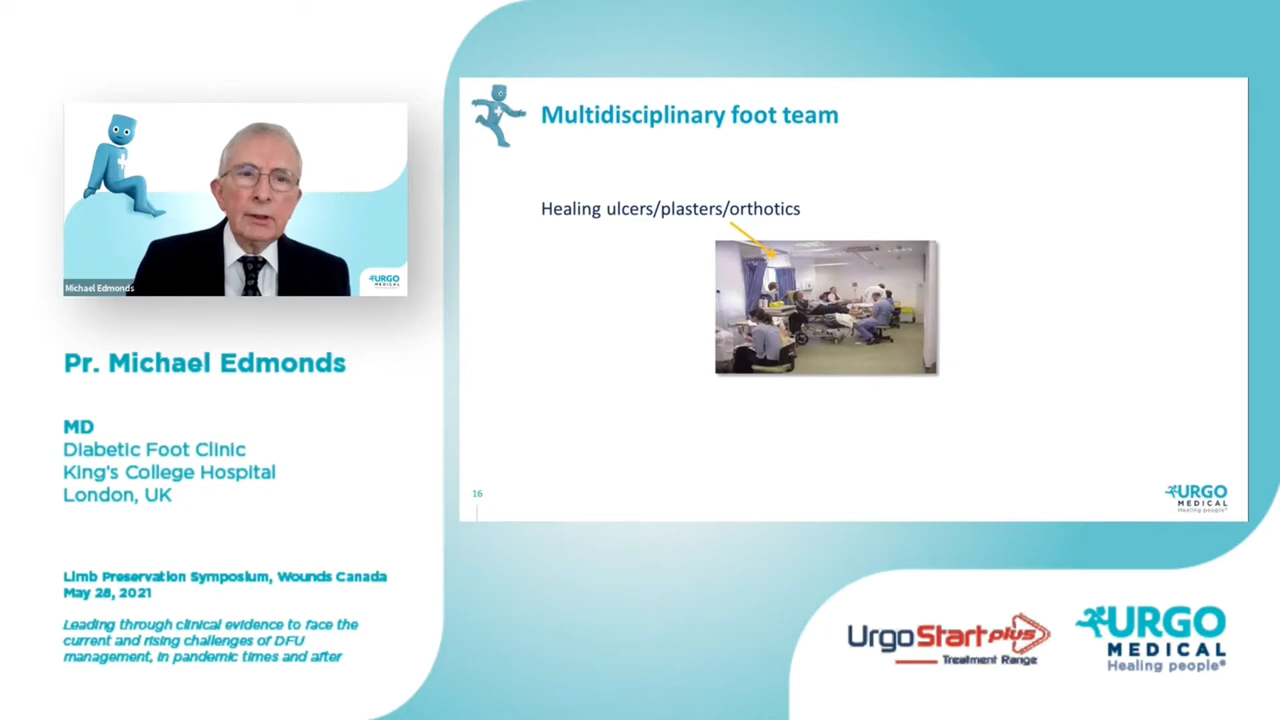 Michael Edmonds
URGO
MEDICAL
Pr. Michael Edmonds
MD
Diabetic Foot Clinic
King's College Hospital
London, UK
Limb Preservation Symposium, Wounds Canada
May 28, 2021
Leading through clinical evidence to face the
current and rising challenges of DFU
management, in pandemic times and after
Multidisciplinary foot team
Healing ulcers/plasters/orthotics
16
URGO
MEDICAL
Healing people®
UrgoStart plus
Treatment Range
URGO
MEDICAL
Healing people®